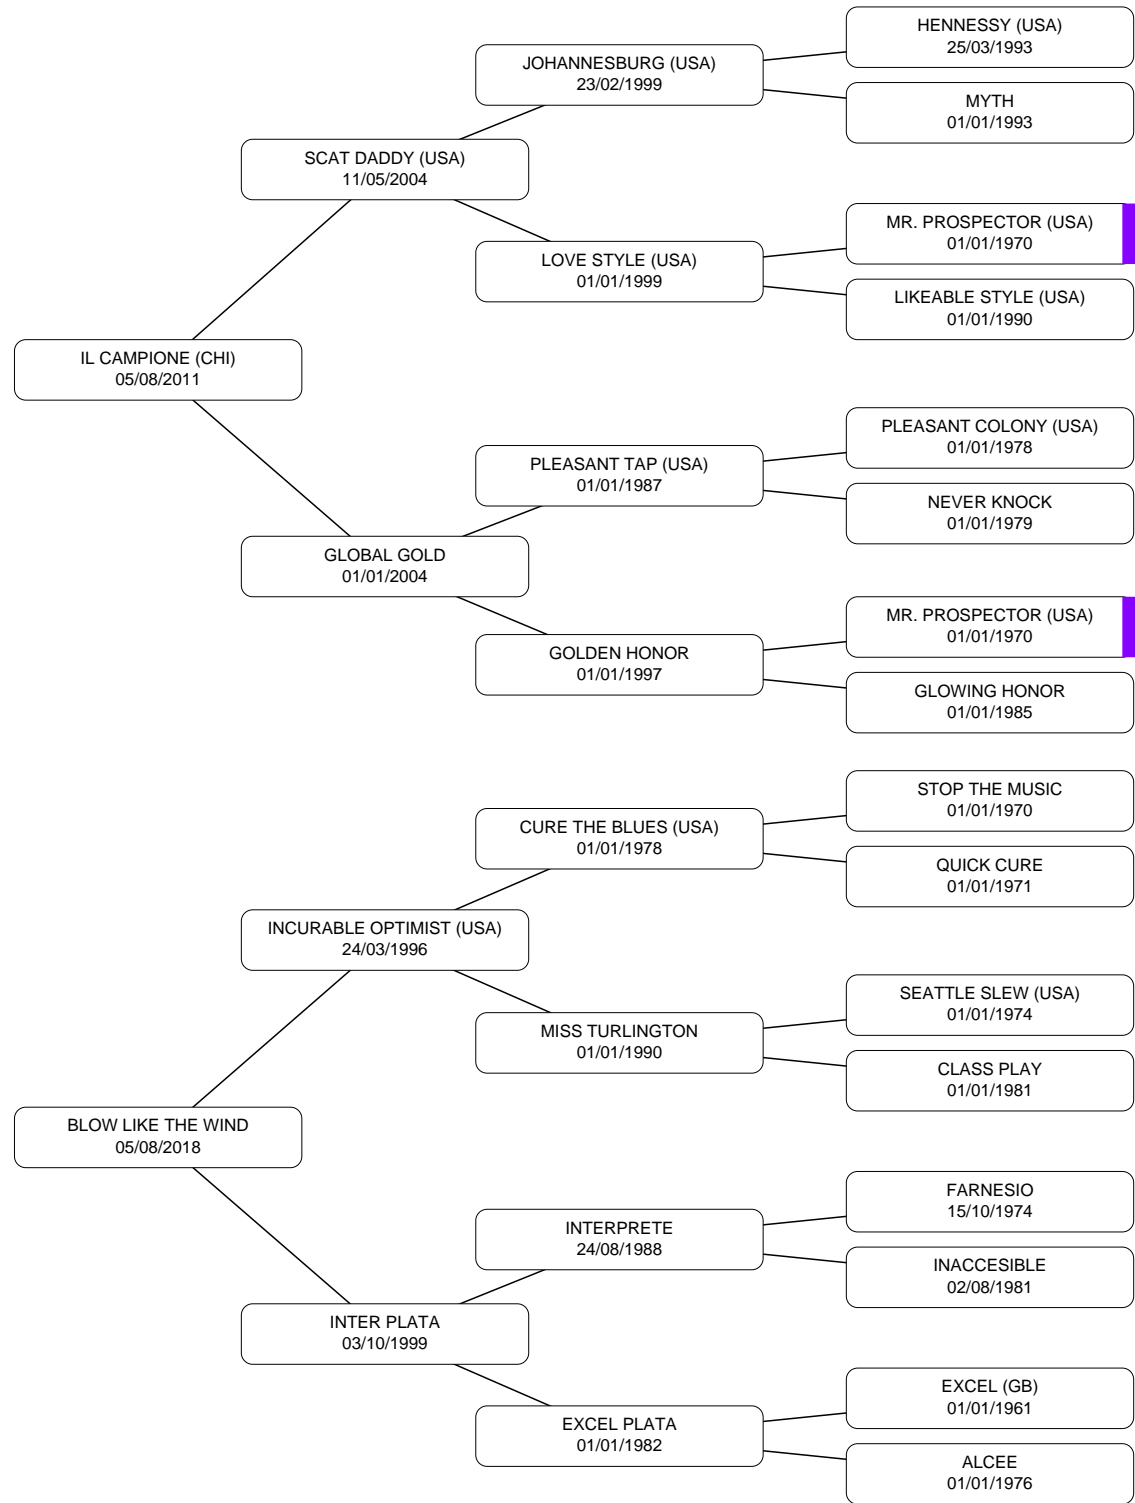 HENNESSY (USA)
25/03/1993
JOHANNESBURG (USA)
23/02/1999
MYTH
01/01/1993
SCAT DADDY (USA)
11/05/2004
MR. PROSPECTOR (USA)
01/01/1970
LOVE STYLE (USA)
01/01/1999
LIKEABLE STYLE (USA)
01/01/1990
IL CAMPIONE (CHI)
05/08/2011
PLEASANT COLONY (USA)
01/01/1978
PLEASANT TAP (USA)
01/01/1987
NEVER KNOCK
01/01/1979
GLOBAL GOLD
01/01/2004
MR. PROSPECTOR (USA)
01/01/1970
GOLDEN HONOR
01/01/1997
GLOWING HONOR
01/01/1985
STOP THE MUSIC
01/01/1970
CURE THE BLUES (USA)
01/01/1978
QUICK CURE
01/01/1971
INCURABLE OPTIMIST (USA)
24/03/1996
SEATTLE SLEW (USA)
01/01/1974
MISS TURLINGTON
01/01/1990
CLASS PLAY
01/01/1981
BLOW LIKE THE WIND
05/08/2018
FARNESIO
15/10/1974
INTERPRETE
24/08/1988
INACCESIBLE
02/08/1981
INTER PLATA
03/10/1999
EXCEL (GB)
01/01/1961
EXCEL PLATA
01/01/1982
ALCEE
01/01/1976